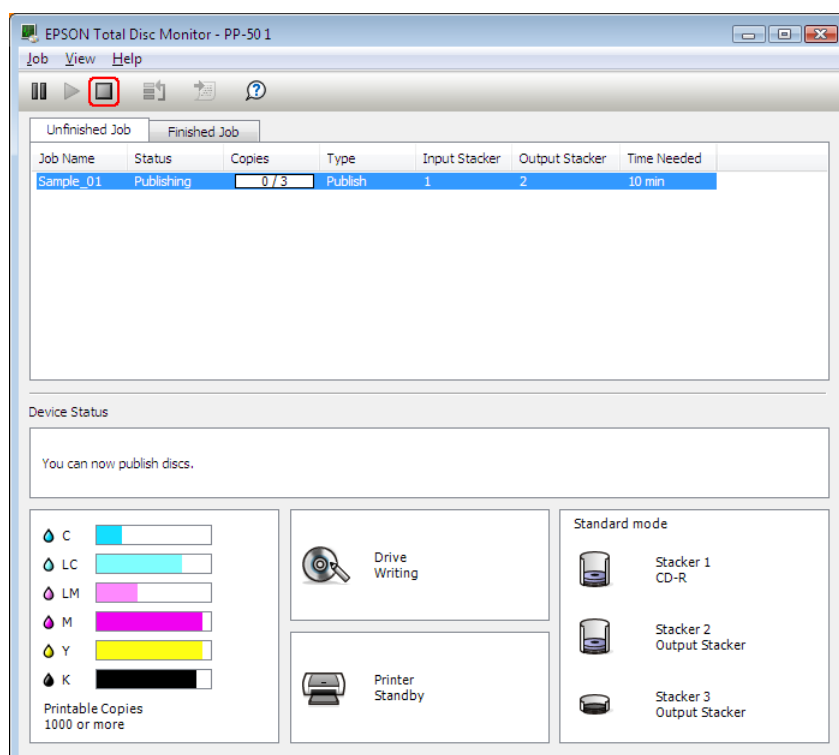 EPSON Total Disc Monitor - PP-50 1
Job View Help
Unfinished Job Finished Job
Job Name Status Copies Type Input Stacker Output Stacker Time Needed
Sample_01 Publishing 0 / 3 Publish 1 2 10 min
Device Status
You can now publish discs.
C
LC
LM
M
Y
K
Printable Copies
1000 or more
Drive
Writing
Printer
Standby
Standard mode
Stacker 1
CD-R
Stacker 2
Output Stacker
Stacker 3
Output Stacker